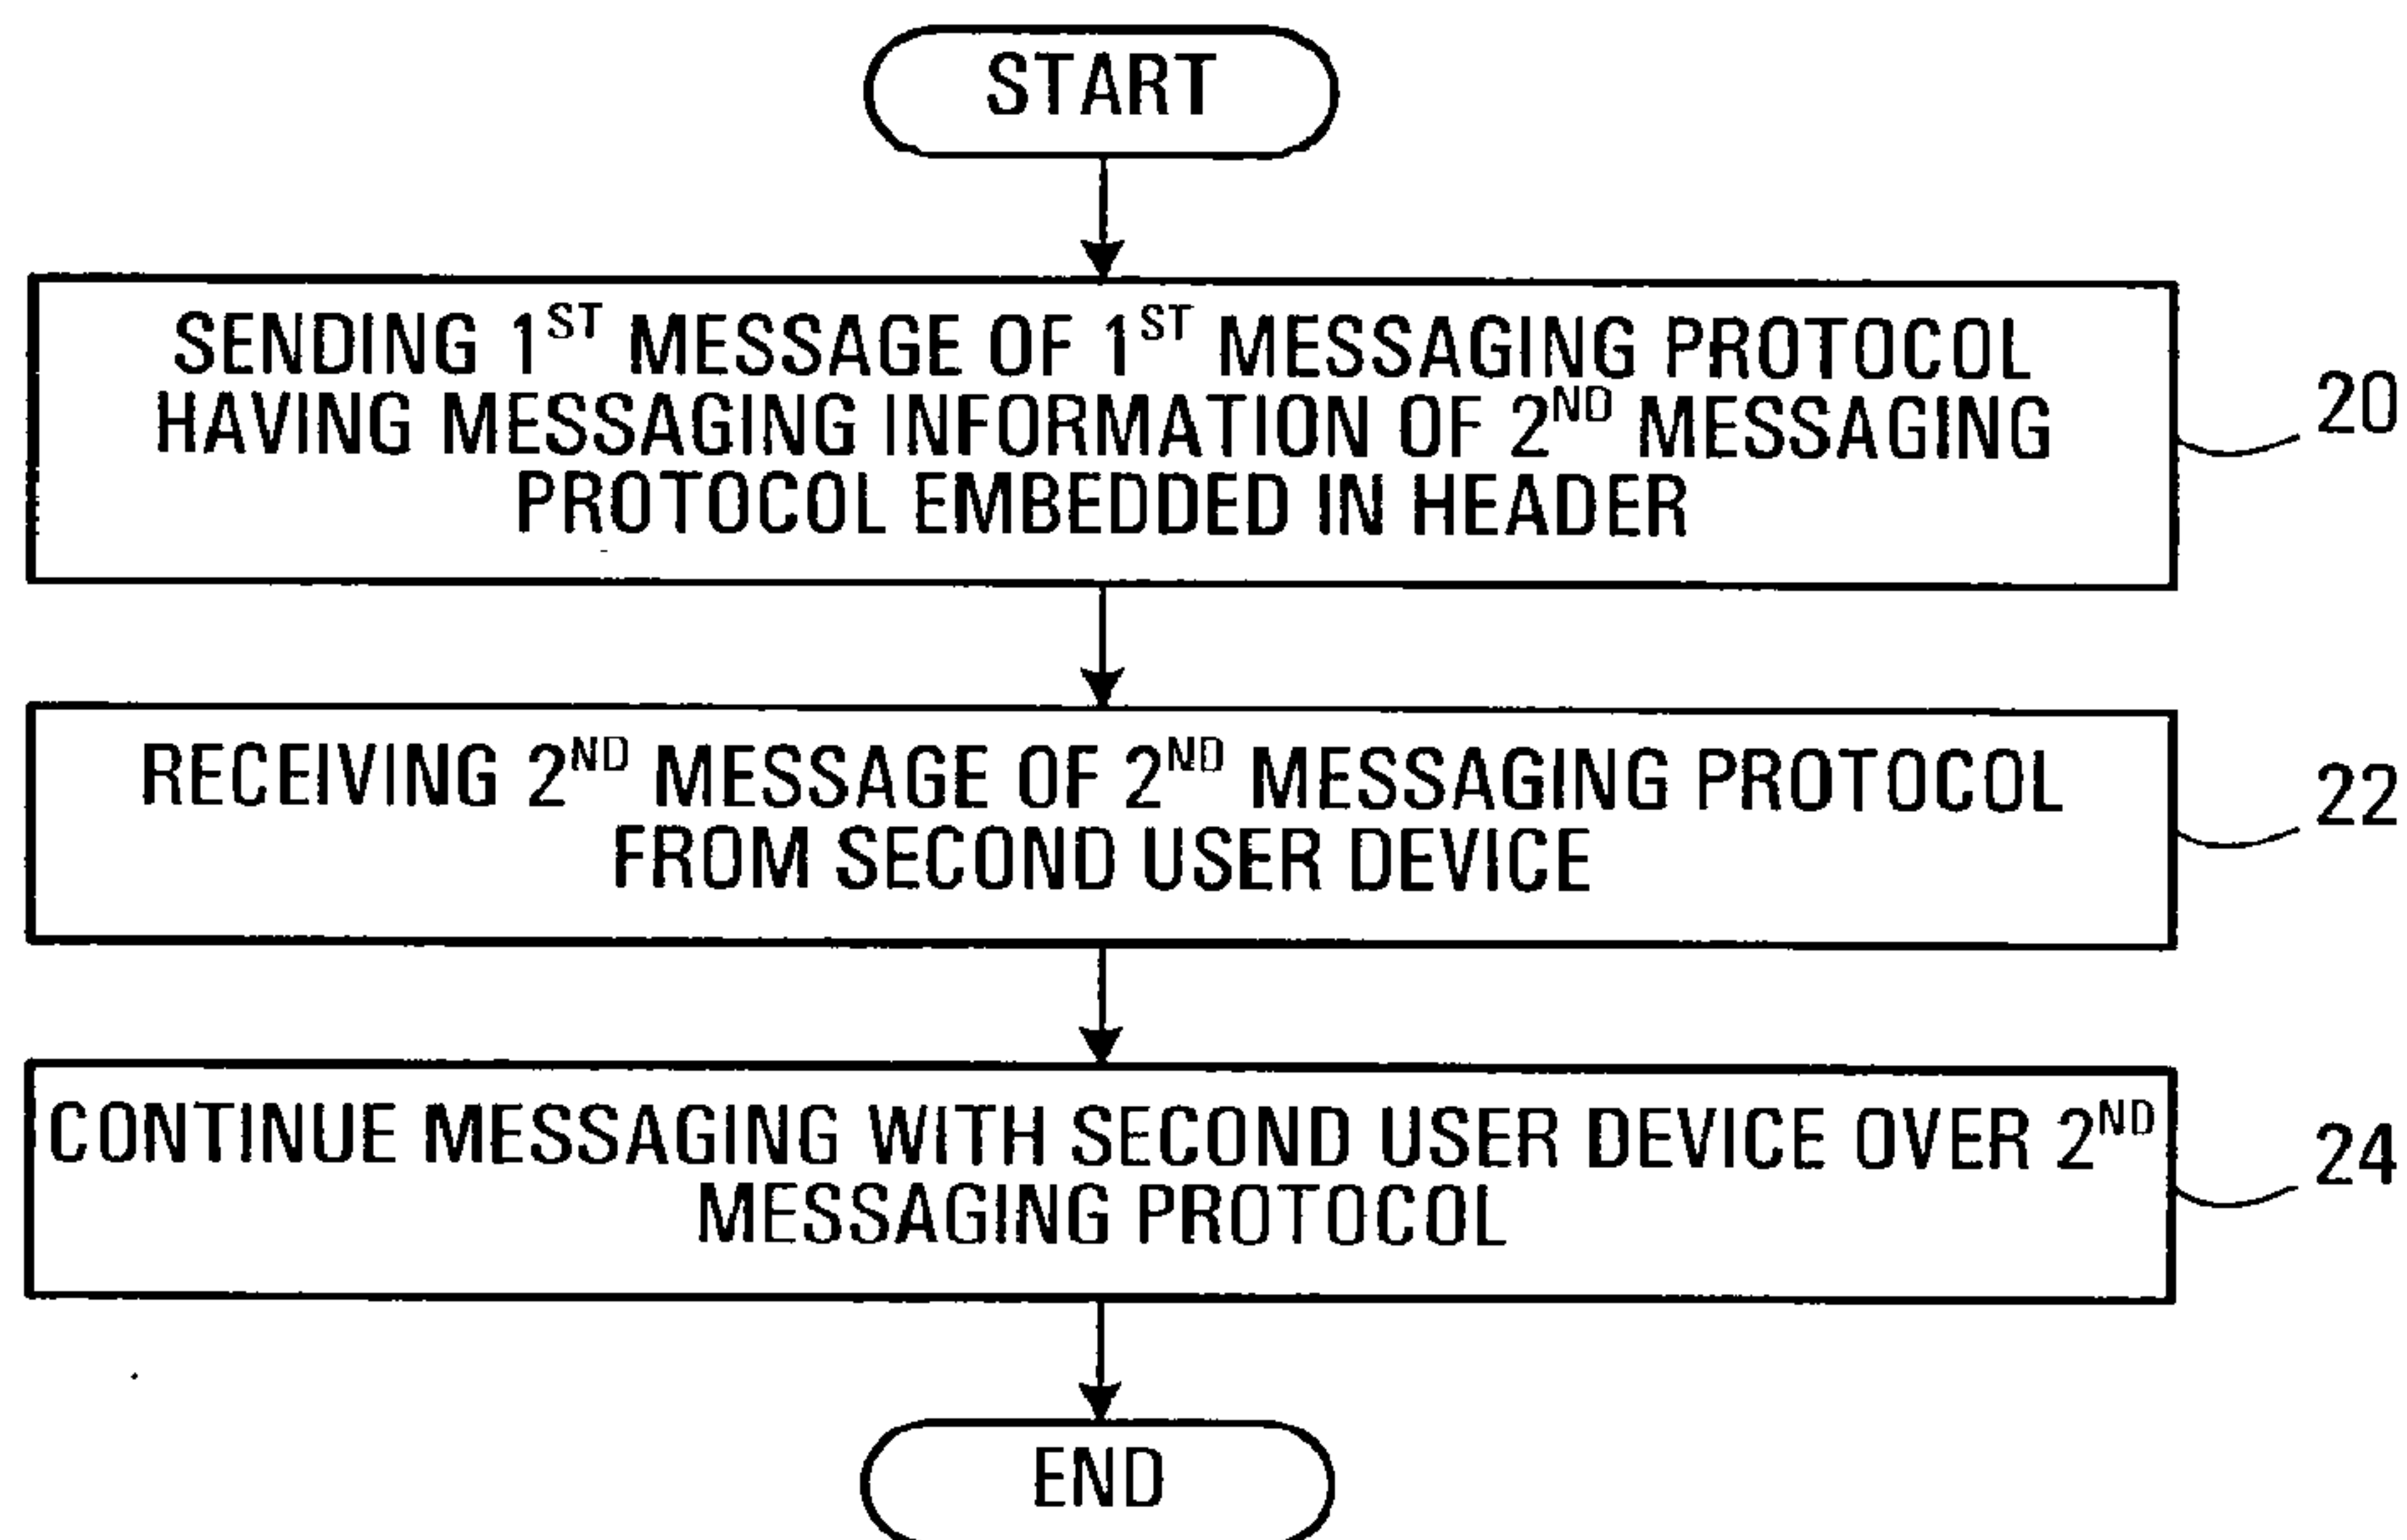 START
SENDING 1ST MESSAGE OF 1ST MESSAGING PROTOCOL
HAVING MESSAGING INFORMATION OF 2ND MESSAGING
PROTOCOL EMBEDDED IN HEADER
20
RECEIVING 2ND MESSAGE OF 2ND MESSAGING PROTOCOL
FROM SECOND USER DEVICE
22
CONTINUE MESSAGING WITH SECOND USER DEVICE OVER 2ND
MESSAGING PROTOCOL
24
END